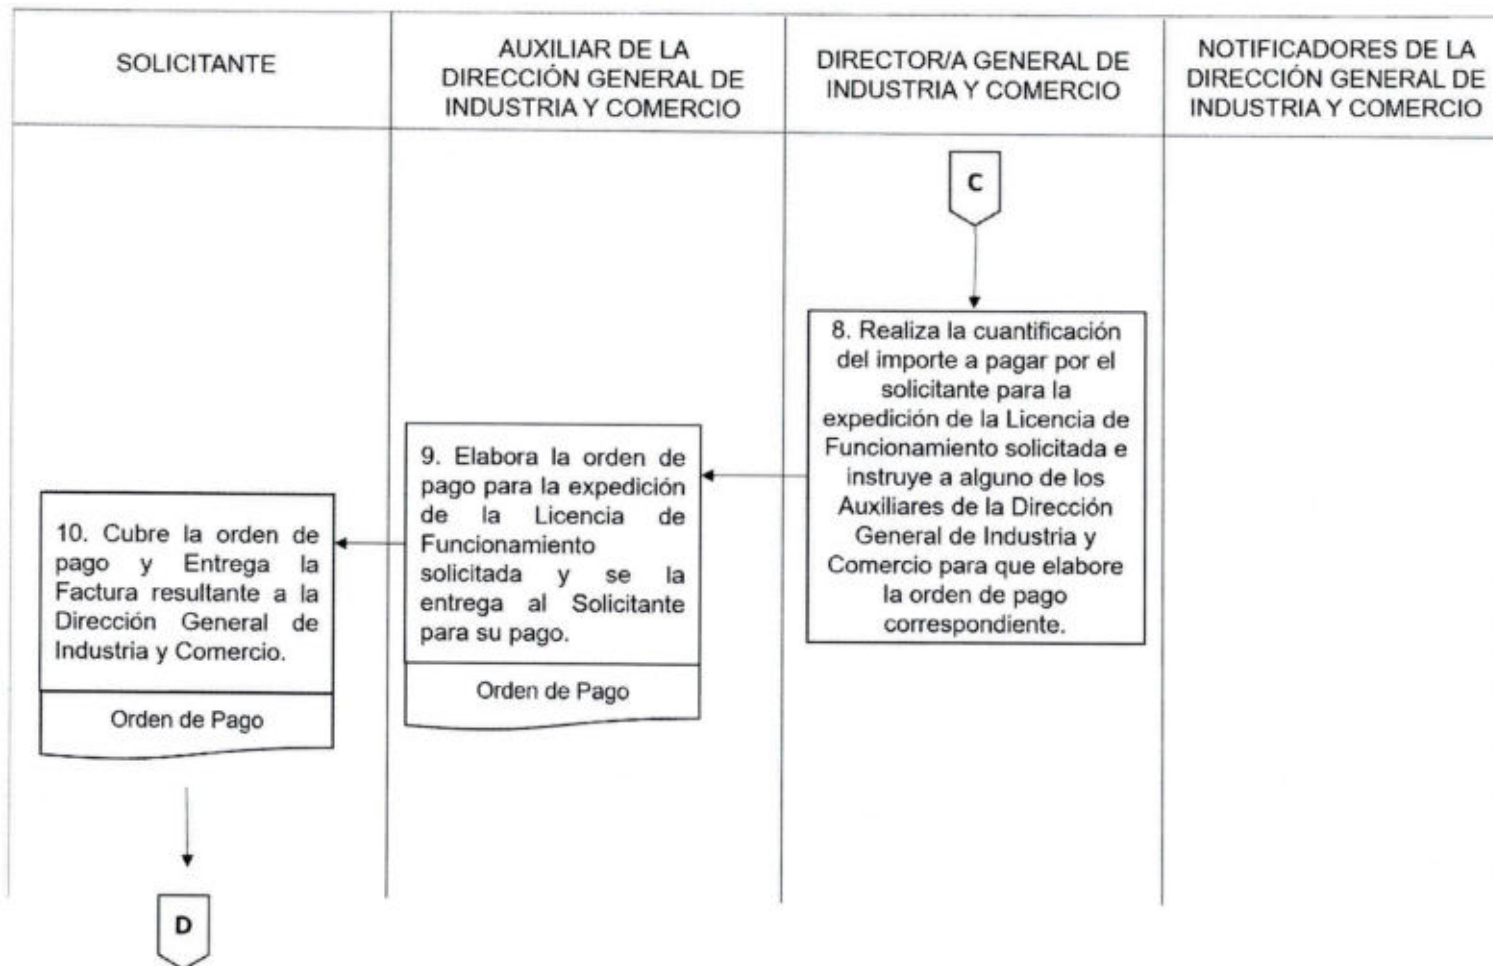 SOLICITANTE
AUXILIAR DE LA
DIRECCIÓN GENERAL DE
INDUSTRIA Y COMERCIO
DIRECTOR/A GENERAL DE
INDUSTRIA Y COMERCIO
NOTIFICADORES DE LA
DIRECCIÓN GENERAL DE
INDUSTRIA Y COMERCIO
C
8. Realiza la cuantificación
del importe a pagar por el
solicitante para la
expedición de la Licencia de
Funcionamiento solicitada e
instruye a alguno de los
Auxiliares de la Dirección
General de Industria y
Comercio para que elabore
la orden de pago
correspondiente.
9. Elabora la orden de
pago para la expedición
de la Licencia de
Funcionamiento
solicitada y se la
entrega al Solicitante
para su pago.
Orden de Pago
10. Cubre la orden de
pago y Entrega la
Factura resultante a la
Dirección General de
Industria y Comercio.
Orden de Pago
D